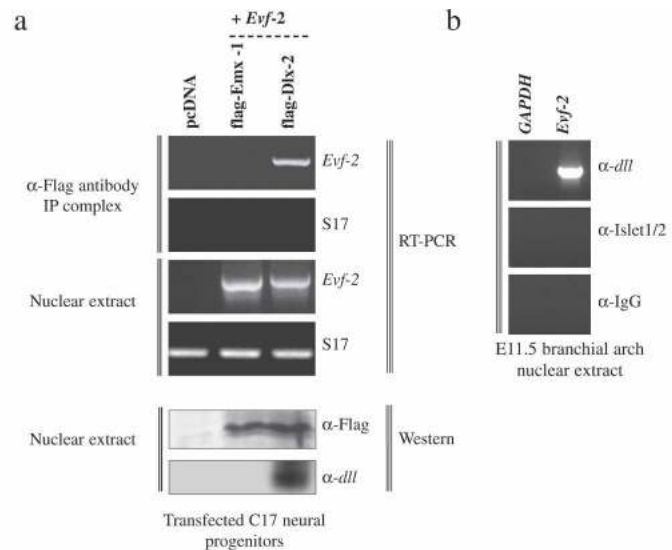 a
+ Evf-2
pcDNA
flag-Emx -1
flag-Dlx-2
α-Flag antibody
IP complex
Evf-2
S17
Nuclear extract
Evf-2
S17
RT-PCR
Nuclear extract
α-Flag
α-dll
Western
Transfected C17 neural
progenitors
b
GAPDH
Evf-2
α-dll
α-Islet1/2
α-IgG
E11.5 branchial arch
nuclear extract